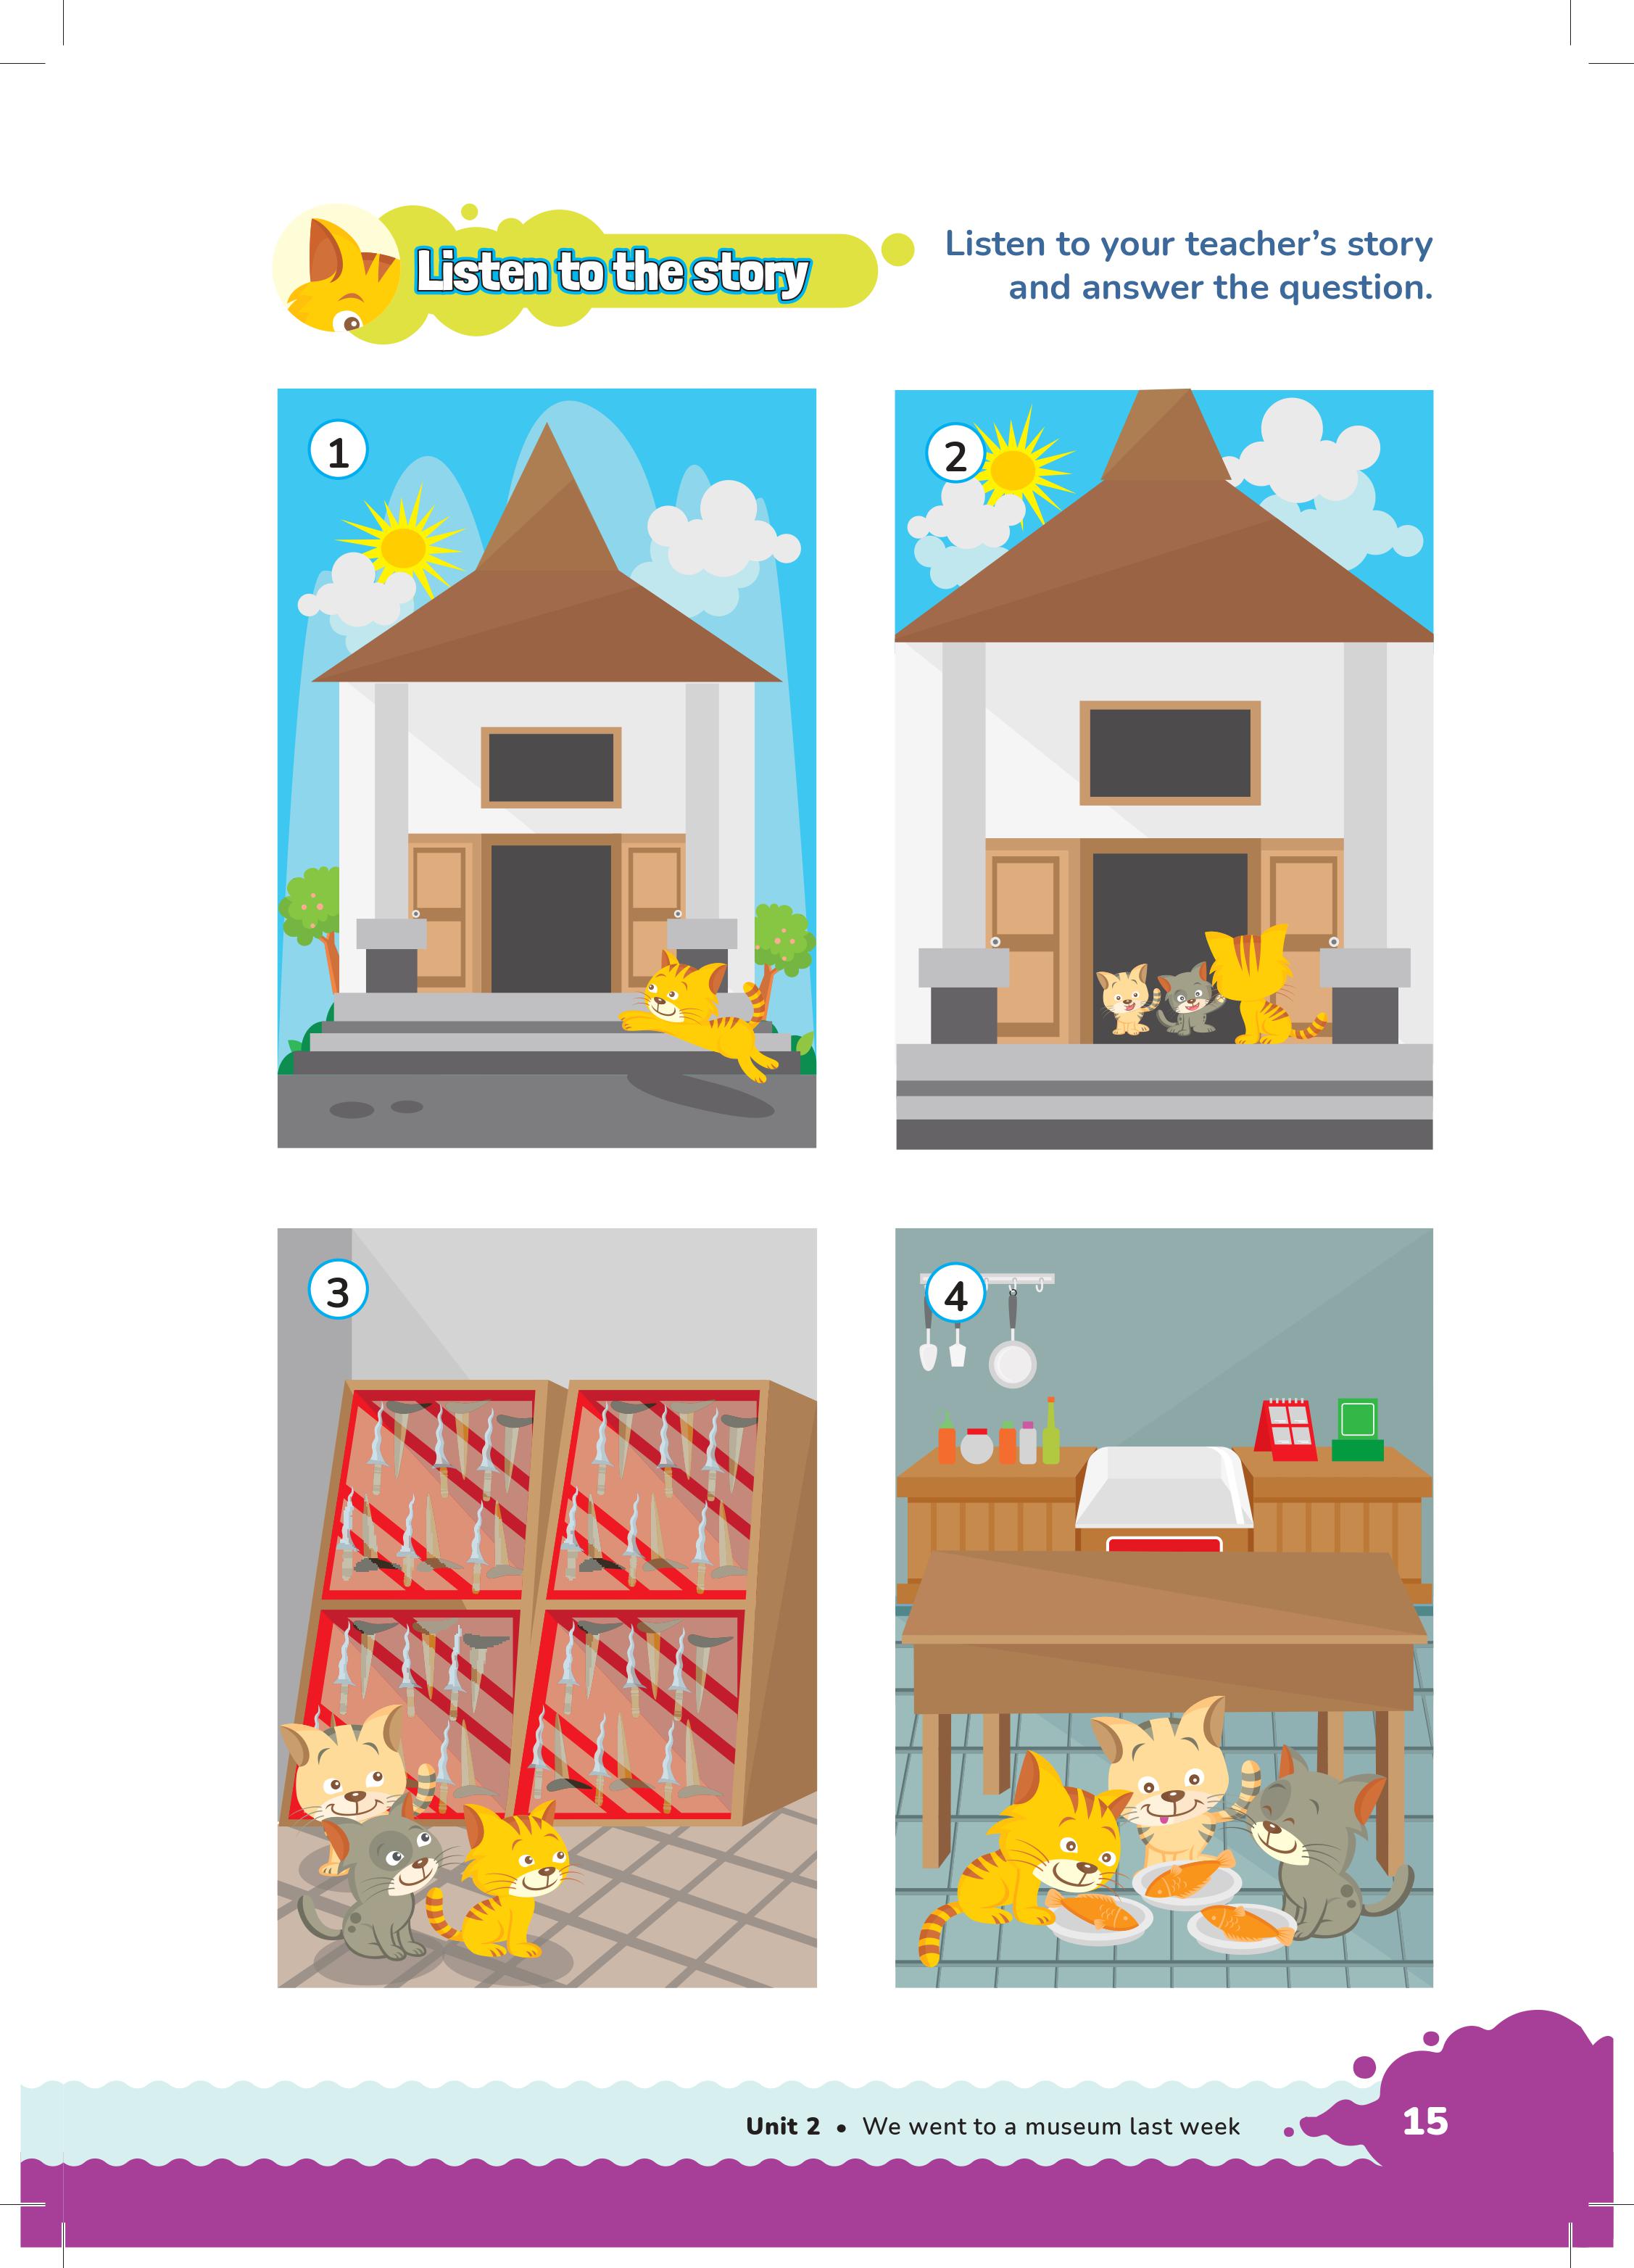 Listen to the story
Listen to your teacher’s story
and answer the question.
1
2
3
4
Unit 2 • We went to a museum last week
15